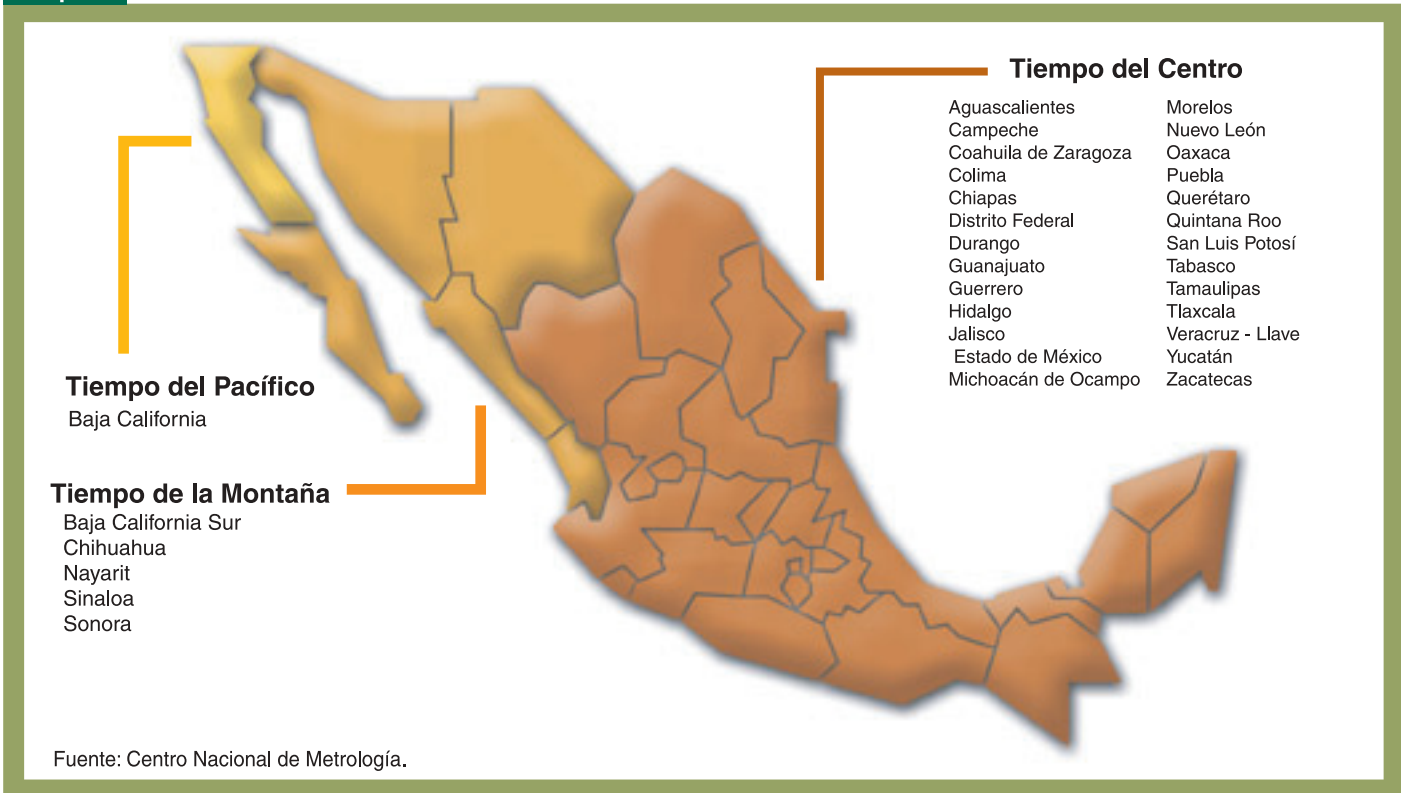 Tiempo del Centro
Aguascalientes
Campeche
Coahuila de Zaragoza
Colima
Chiapas
Distrito Federal
Durango
Guanajuato
Guerrero
Hidalgo
Jalisco
Estado de México
Michoacán de Ocampo
Morelos
Nuevo León
Oaxaca
Puebla
Querétaro
Quintana Roo
San Luis Potosí
Tabasco
Tamaulipas
Tlaxcala
Veracruz - Llave
Yucatán
Zacatecas
Tiempo del Pacífico
Baja California
Tiempo de la Montaña
Baja California Sur
Chihuahua
Nayarit
Sinaloa
Sonora
Fuente: Centro Nacional de Metrología.